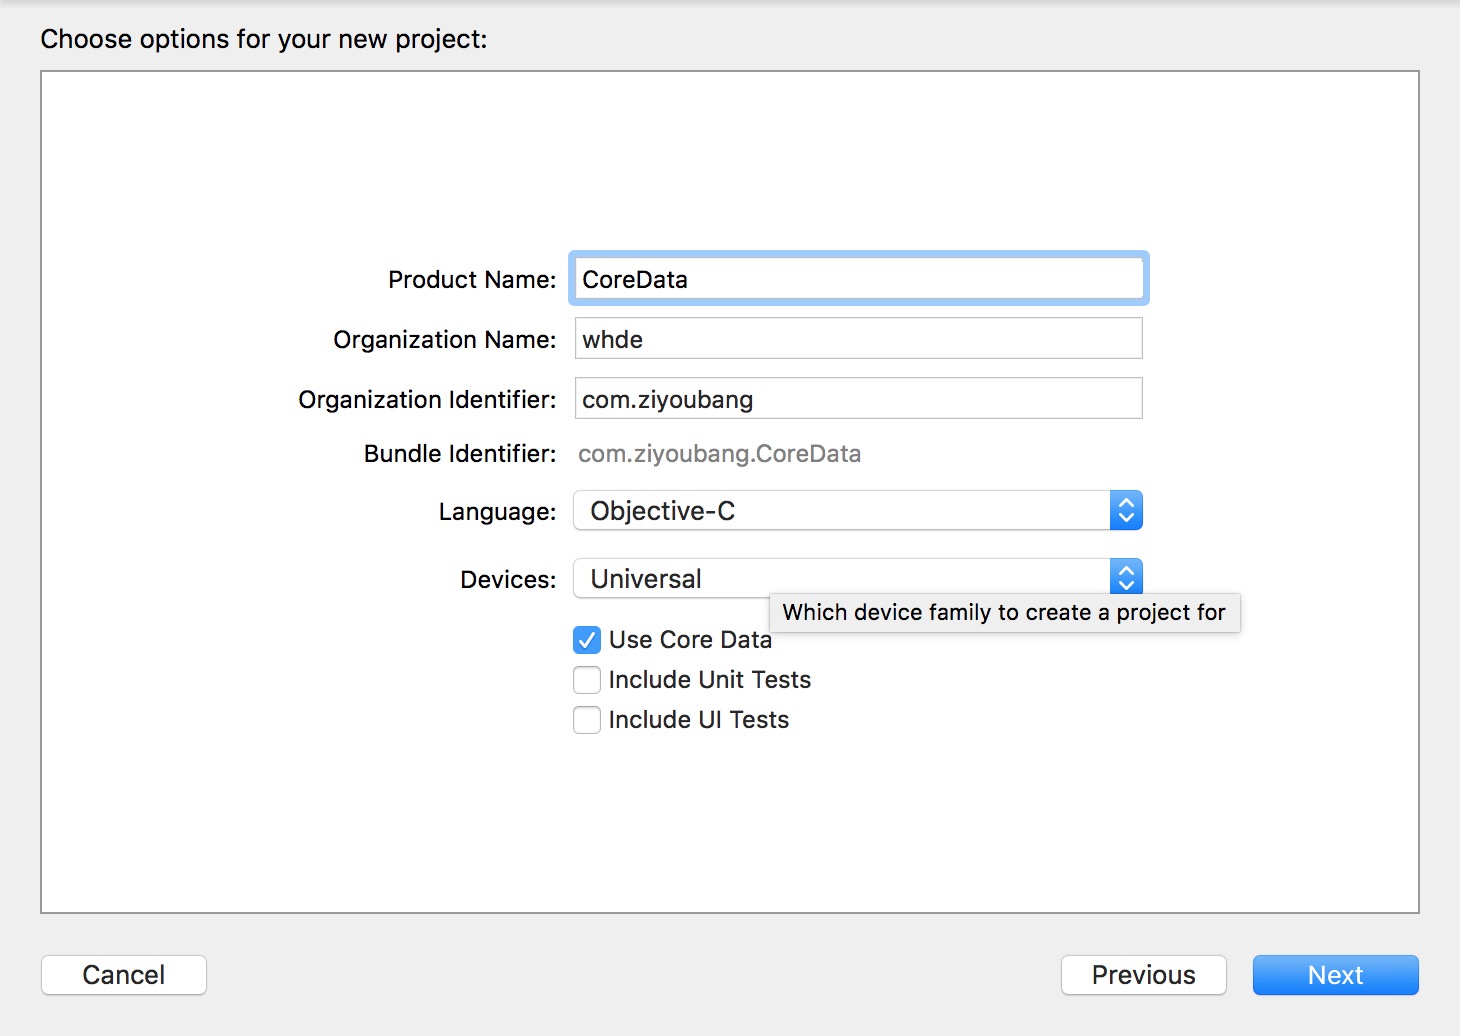 Choose options for your new project:
Product Name: CoreData
Organization Name: whde
Organization Identifier: com.ziyoubang
Bundle Identifier: com.ziyoubang.CoreData
Language: Objective-C
Devices: Universal
Which device family to create a project for
Use Core Data
Include Unit Tests
Include UI Tests
Cancel Previous Next